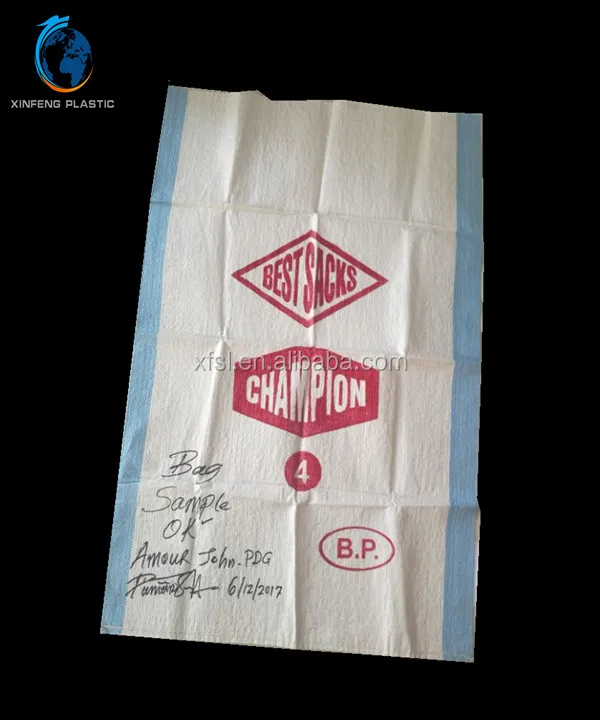 XINFENG PLASTIC
BEST SACKS
xfsl.en.alibaba.com
CHAMPION
4
Bag
Sample
OK
B.P.
Amour John. PDG
6/12/2017